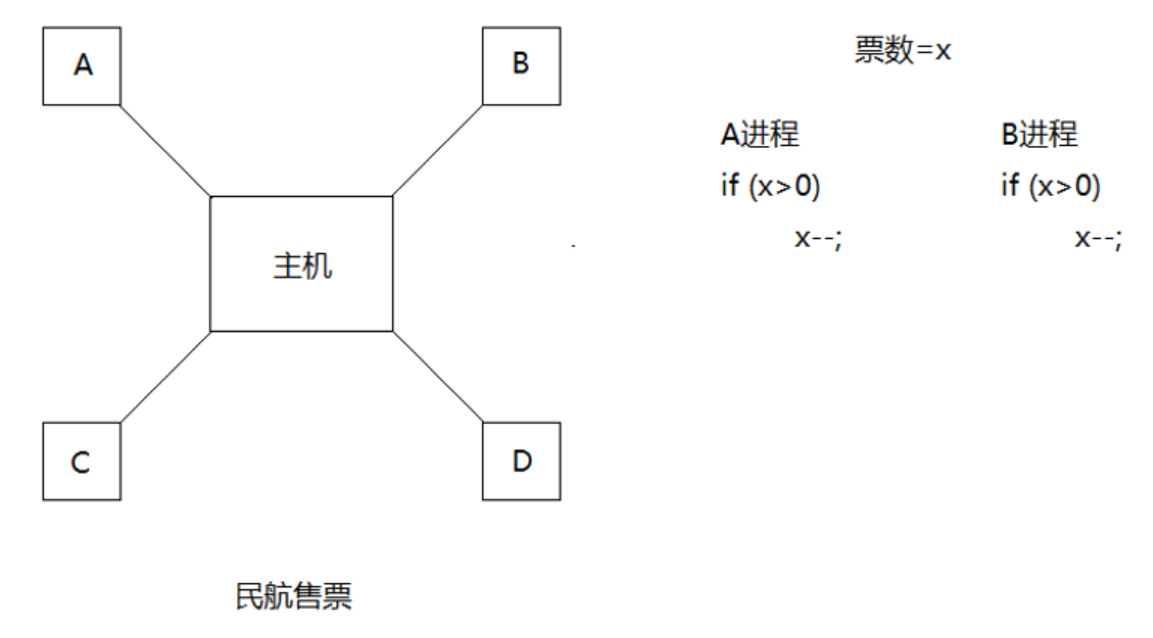 A
B
主机
C
D
民航售票
票数=x
A进程
if (x>0)
x--;
B进程
if (x>0)
x--;